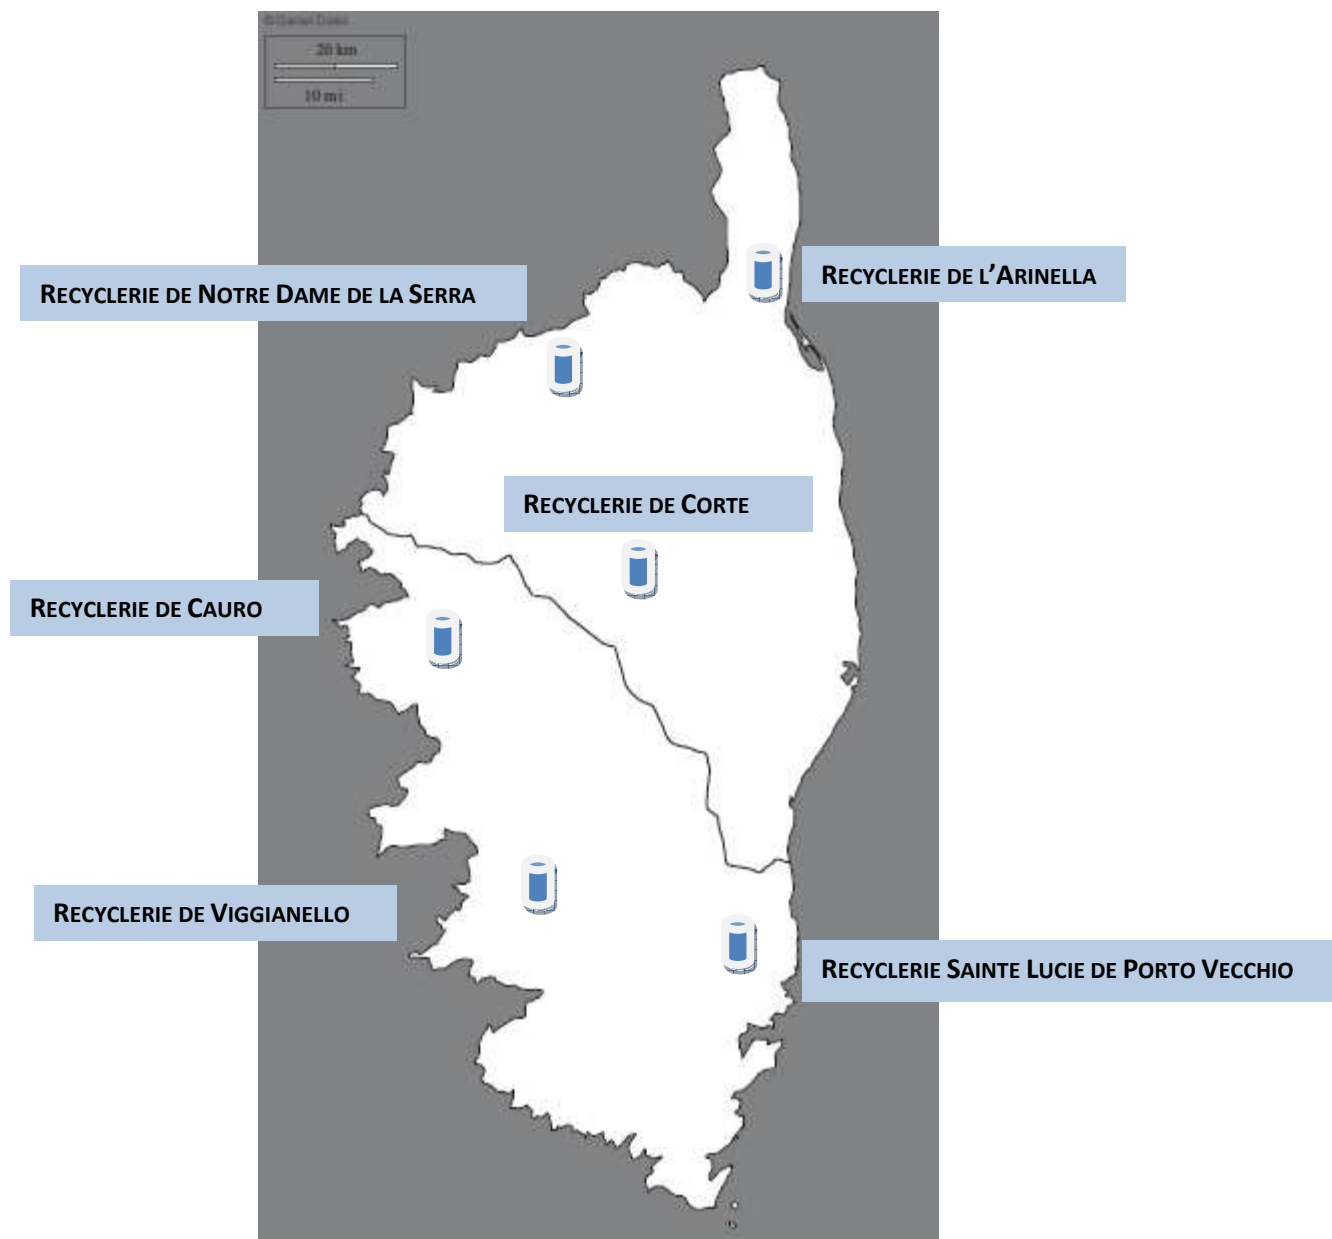 20 km
10 mi
RECYCLERIE DE L'ARINELLA
RECYCLERIE DE NOTRE DAME DE LA SERRA
RECYCLERIE DE CORTE
RECYCLERIE DE CAURO
RECYCLERIE DE VIGGIANELLO
RECYCLERIE SAINTE LUCIE DE PORTO VECCHIO